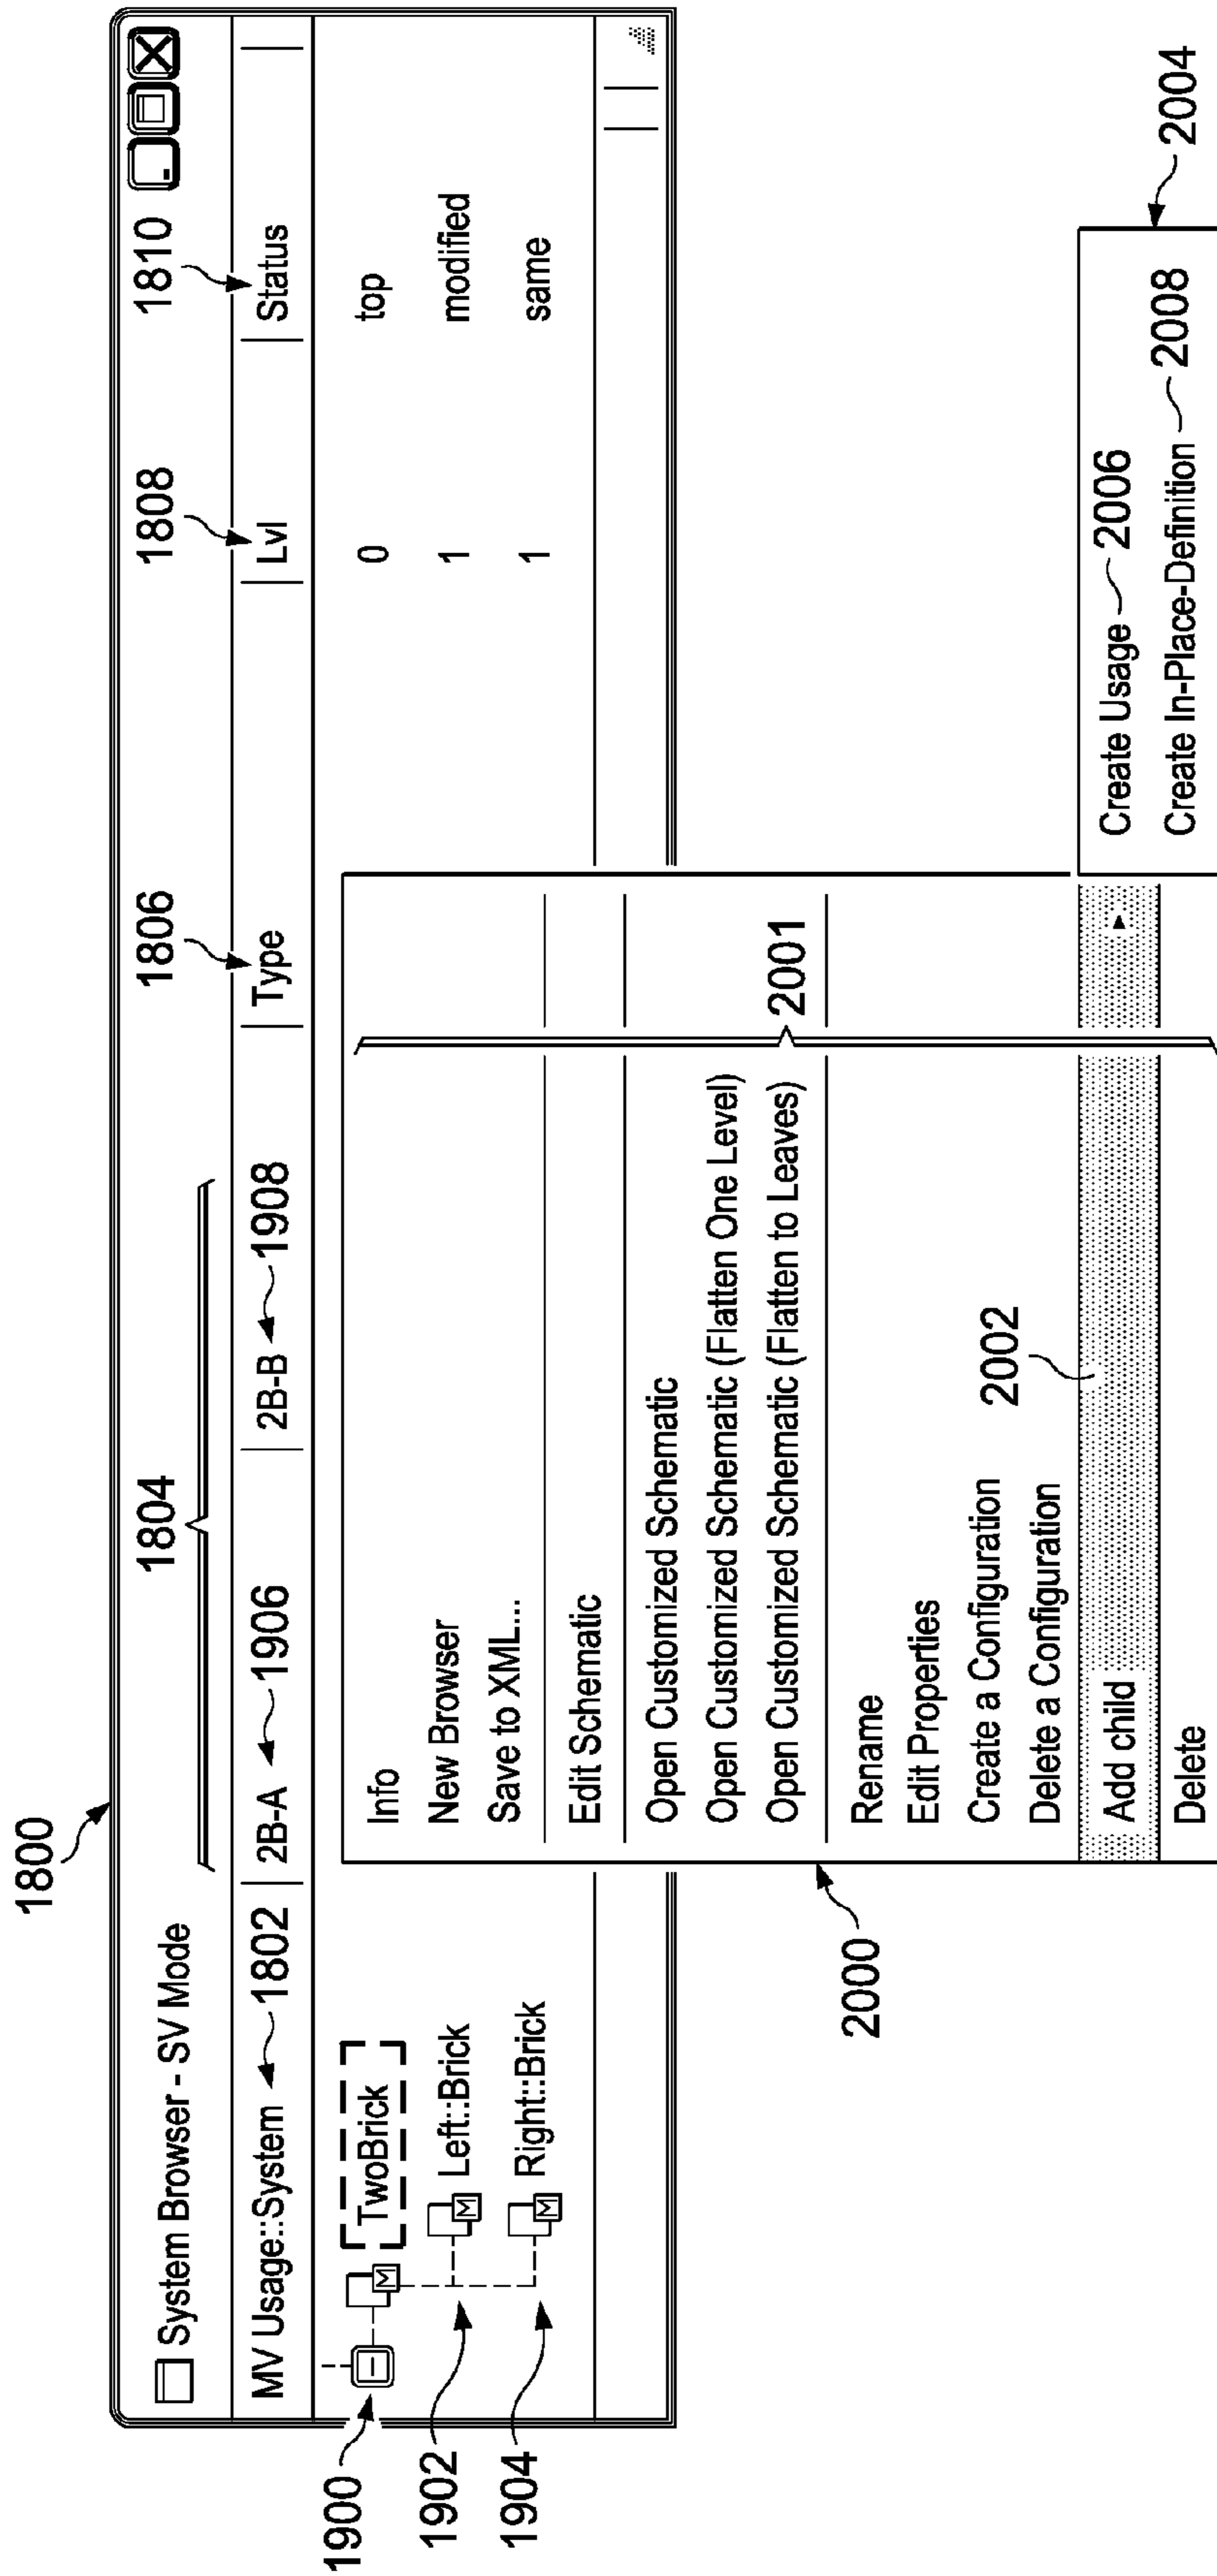 1800
System Browser - SV Mode
1804
1806
1808
1810
MV Usage::System 1802
2B-A 1906
2B-B 1908
Type
Lvl
Status
1900
TwoBrick
0
top
1902
M
M
Left::Brick
1
modified
1904
M
Right::Brick
1
same
2000
Info
New Browser
Save to XML...
Edit Schematic
Open Customized Schematic
Open Customized Schematic (Flatten One Level)
Open Customized Schematic (Flatten to Leaves)
2001
Rename
Edit Properties
Create a Configuration
Delete a Configuration
2002
Add child
Delete
Create Usage 2006
Create In-Place-Definition 2008
2004